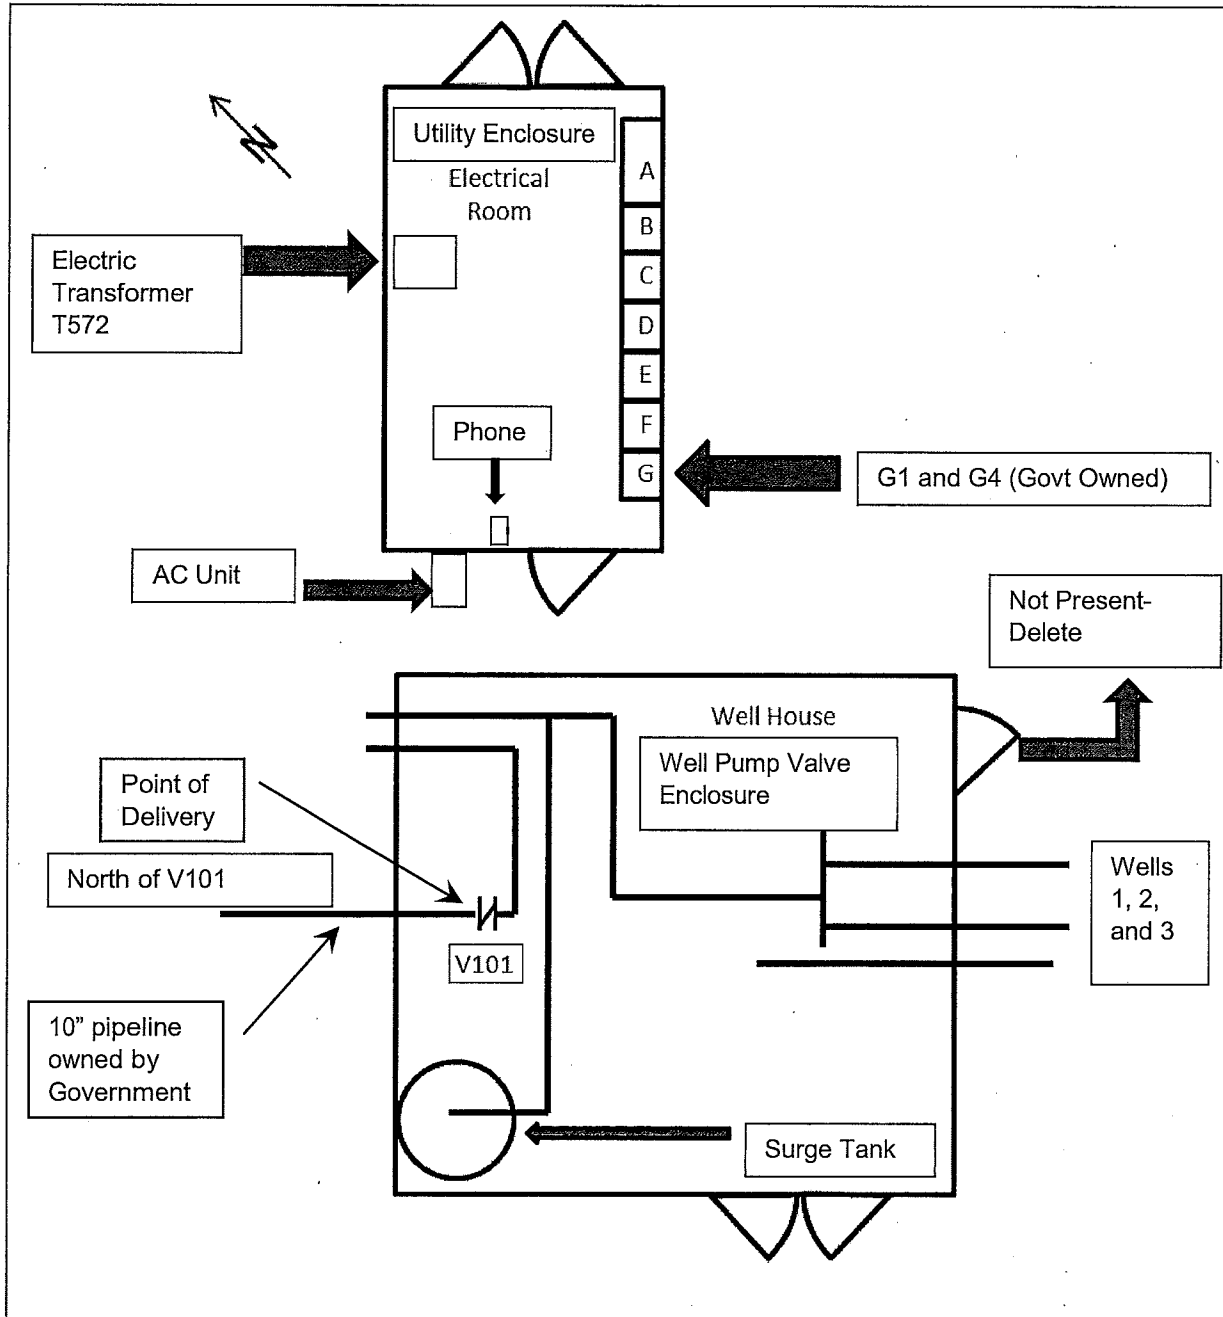 N
Utility Enclosure
Electrical
Room
A
B
C
D
E
F
G
Electric
Transformer
T572
Phone
G1 and G4 (Govt Owned)
AC Unit
Not Present-
Delete
Well House
Well Pump Valve
Enclosure
Point of
Delivery
North of V101
Wells
1, 2,
and 3
V101
10” pipeline
owned by
Government
Surge Tank